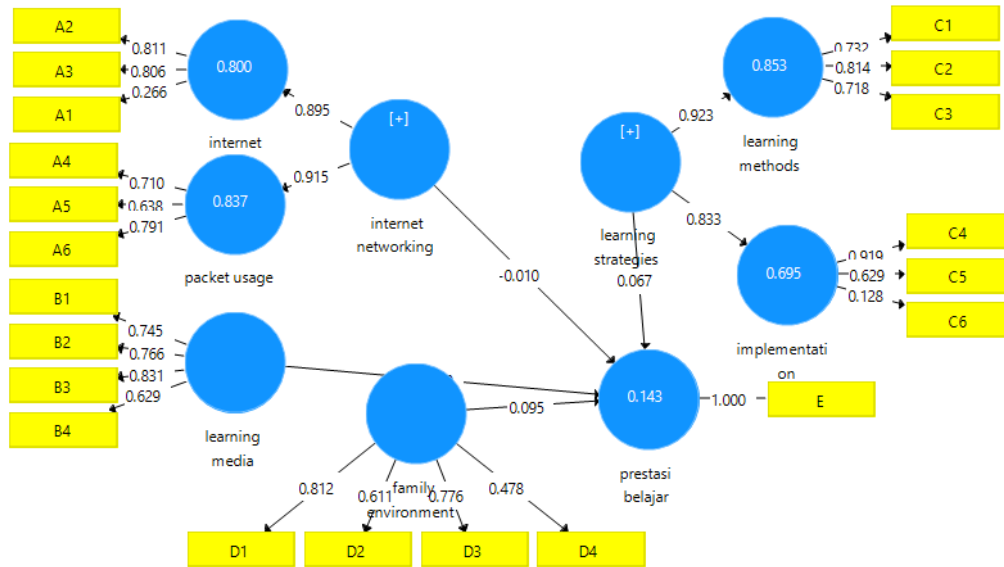 A2
A3
A1
0.811
0.806
0.266
0.800
internet
0.895
A4
A5
A6
0.710
0.638
0.791
0.837
packet usage
0.915
[+]
internet
networking
-0.010
B1
B2
B3
B4
0.745
0.766
0.831
0.629
learning
media
0.095
family
environment
0.812
0.611
0.776
0.478
D1
D2
D3
D4
[+]
learning
strategies
0.067
0.923
0.833
0.853
learning
methods
0.732
0.814
0.718
C1
C2
C3
0.695
implementati
on
0.919
0.629
0.128
C4
C5
C6
0.143
prestasi
belajar
1.000
E